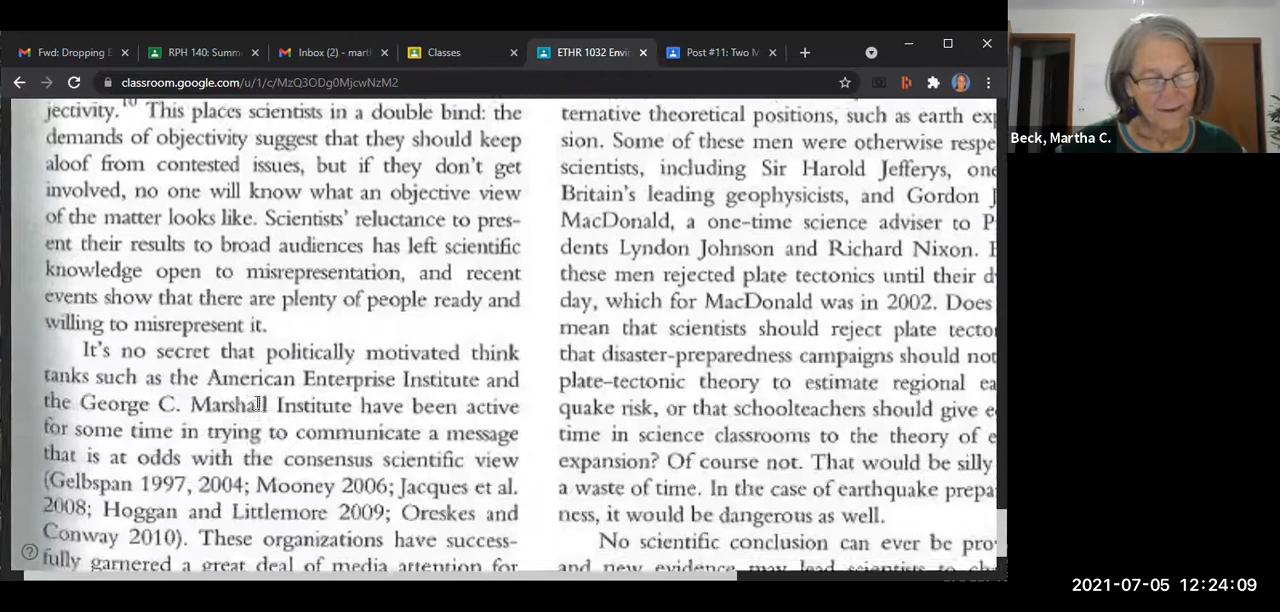 Fwd: Dropping E
RPH 140: Summ
Inbox (2) - mart
Classes
ETHR 1032 Envi
Post #11: Two M
classroom.google.com/u/1/c/MzQ3ODg0MjcwNzM2
Beck, Martha C.
jectivity.10 This places scientists in a double bind: the
demands of objectivity suggest that they should keep
aloof from contested issues, but if they don't get
involved, no one will know what an objective view
of the matter looks like. Scientists' reluctance to pres-
ent their results to broad audiences has left scientific
knowledge open to misrepresentation, and recent
events show that there are plenty of people ready and
willing to misrepresent it.
It's no secret that politically motivated think
tanks such as the American Enterprise Institute and
the George C. Marshall Institute have been active
for some time in trying to communicate a message
that is at odds with the consensus scientific view
(Gelbspan 1997, 2004; Mooney 2006; Jacques et al.
2008; Hoggan and Littlemore 2009; Oreskes and
Conway 2010). These organizations have success-
fully garnered a great deal of media attention for
ternative theoretical positions, such as earth exp
sion. Some of these men were otherwise respe
scientists, including Sir Harold Jefferys, one
Britain's leading geophysicists, and Gordon J
MacDonald, a one-time science adviser to P
dents Lyndon Johnson and Richard Nixon.
these men rejected plate tectonics until their d
day, which for MacDonald was in 2002. Does
mean that scientists should reject plate tecto
that disaster-preparedness campaigns should not
plate-tectonic theory to estimate regional ea
quake risk, or that schoolteachers should give e
time in science classrooms to the theory of e
expansion? Of course not. That would be silly
a waste of time. In the case of earthquake prepa
ness, it would be dangerous as well.
No scientific conclusion can ever be pro
and new evidence may lead scientists to ch
2021-07-05 12:24:09